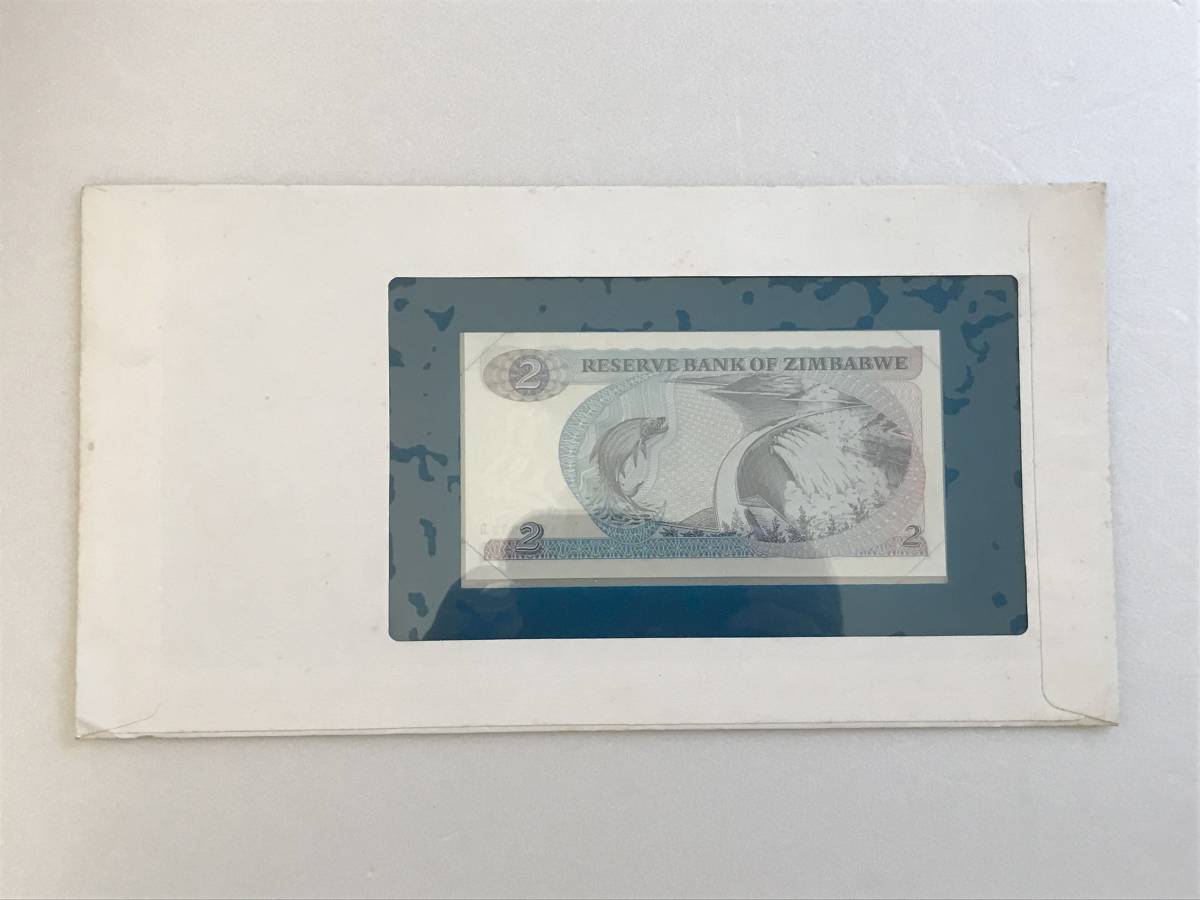 2 RESERVE BANK OF ZIMBABWE
2 2